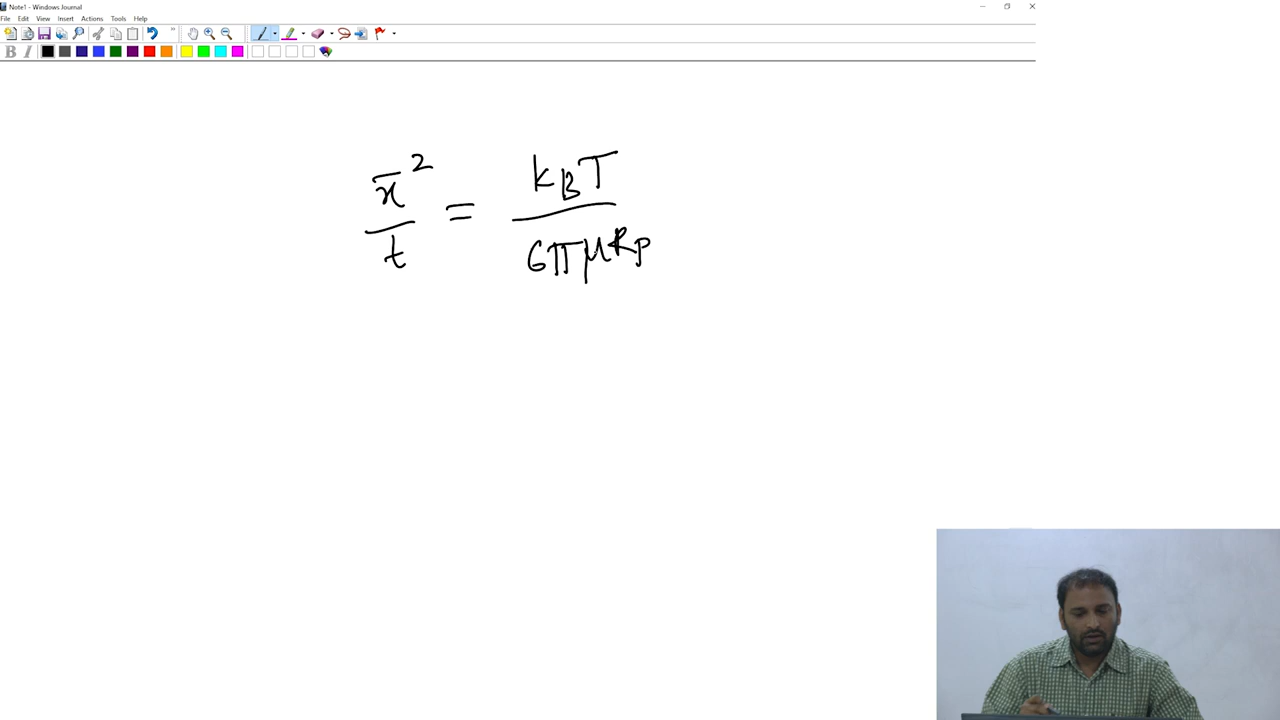 Note1 - Windows Journal
File Edit View Insert Actions Tools Help
B I
x̄² / t = k_B T / 6πμR_p